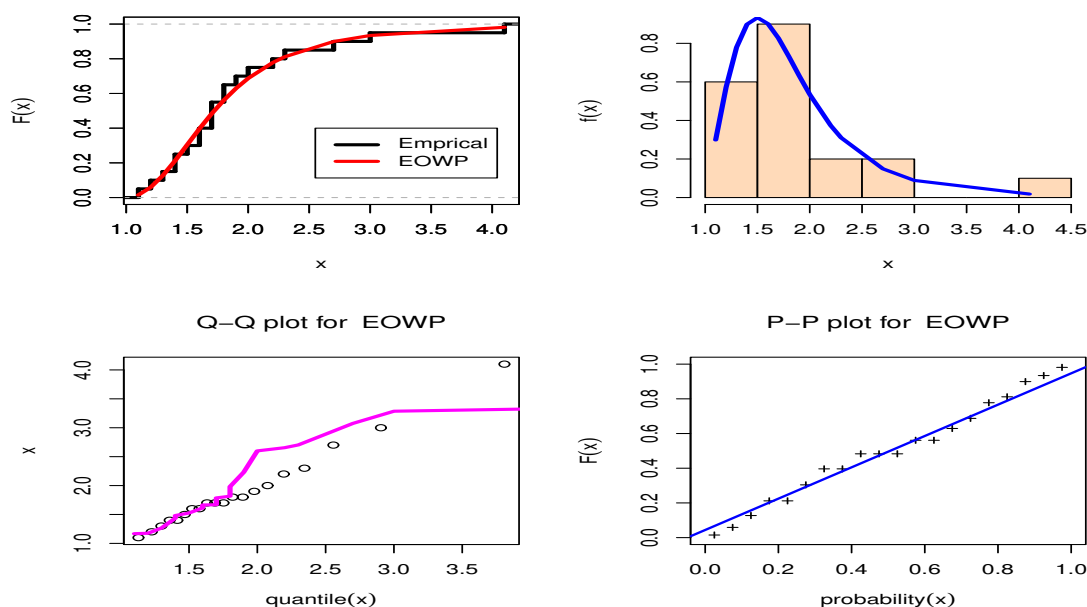 F(x)
0.0 0.2 0.4 0.6 0.8 1.0
Emprical
EOWP
1.0 1.5 2.0 2.5 3.0 3.5 4.0
x
f(x)
0.0 0.2 0.4 0.6 0.8
1.0 1.5 2.0 2.5 3.0 3.5 4.0 4.5
x
Q−Q plot for EOWP
x
1.0 2.0 3.0 4.0
1.5 2.0 2.5 3.0 3.5
quantile(x)
P−P plot for EOWP
F(x)
0.0 0.2 0.4 0.6 0.8 1.0
0.0 0.2 0.4 0.6 0.8 1.0
probability(x)